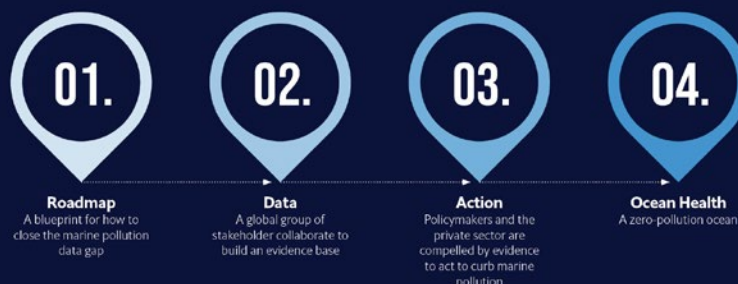 01.
02.
03.
04.
Roadmap
A blueprint for how to
close the marine pollution
data gap
Data
A global group of
stakeholder collaborate to
build an evidence base
Action
Policymakers and the
private sector are
compelled by evidence
to act to curb marine
pollution
Ocean Health
A zero-pollution ocean